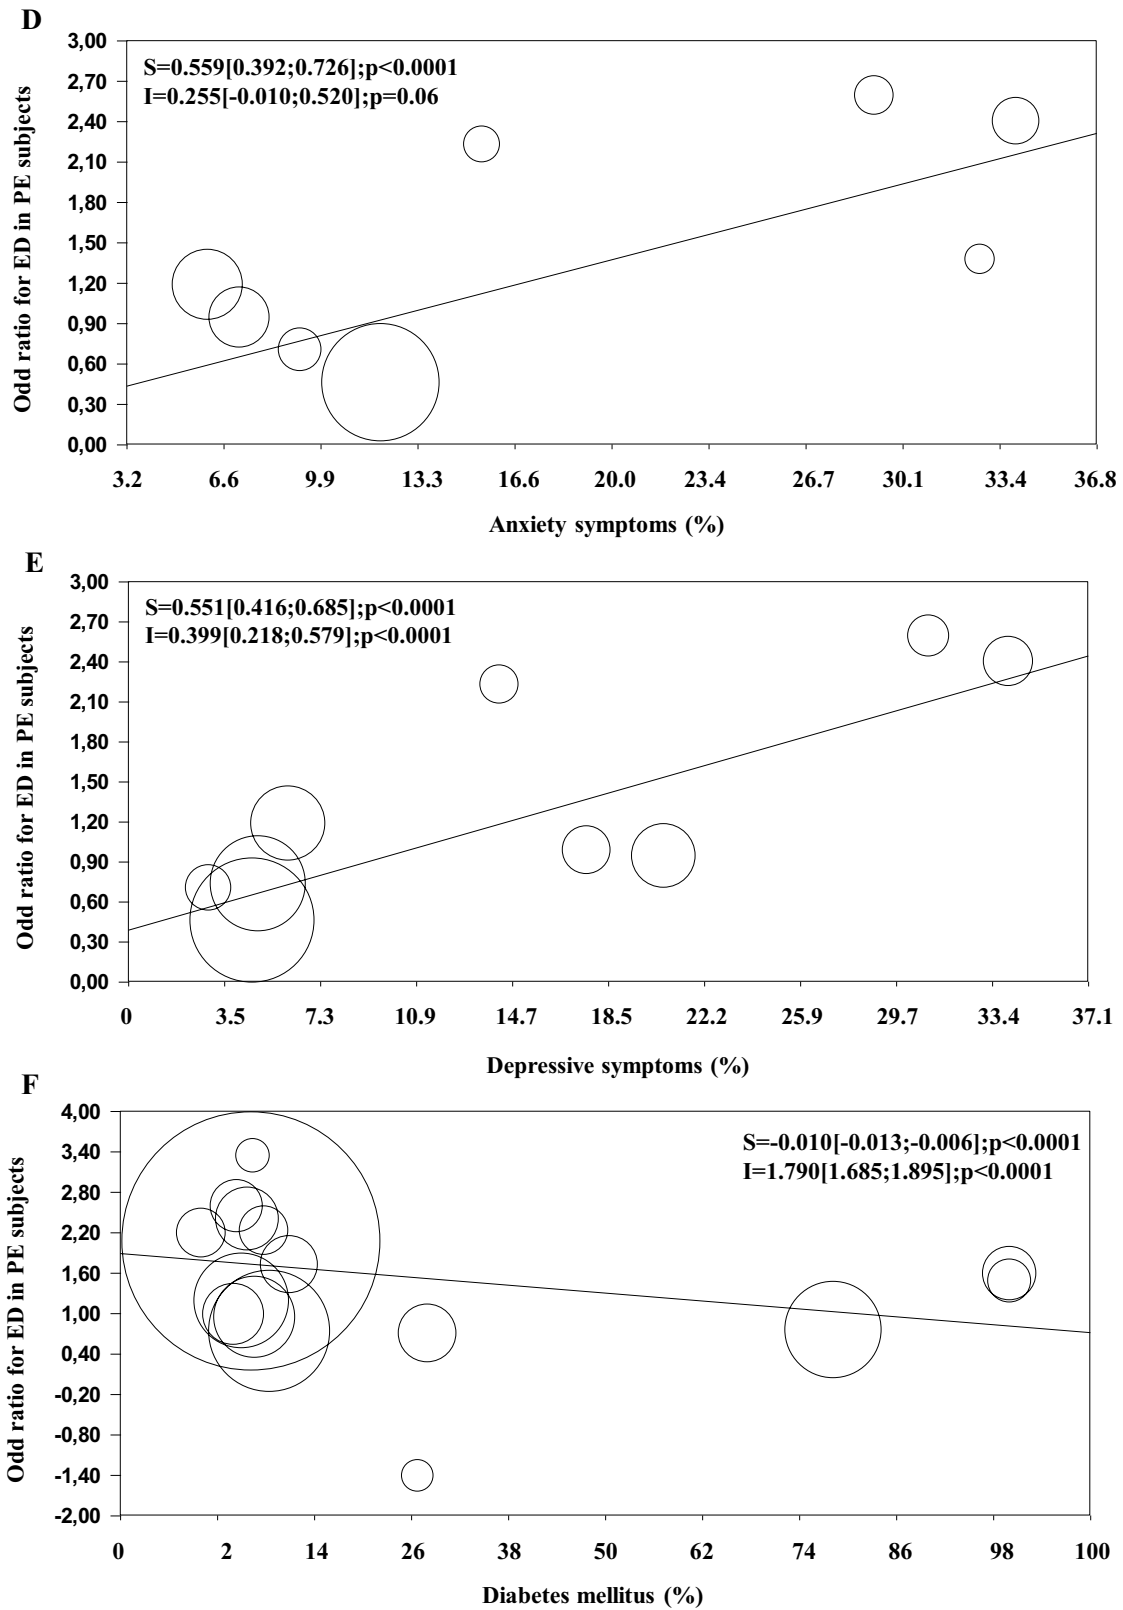 D
Odd ratio for ED in PE subjects
3,00
2,70
2,40
2,10
1,80
1,50
1,20
0,90
0,60
0,30
0,00
S=0.559[0.392;0.726];p<0.0001
I=0.255[-0.010;0.520];p=0.06
3.2 6.6 9.9 13.3 16.6 20.0 23.4 26.7 30.1 33.4 36.8
Anxiety symptoms (%)
E
Odd ratio for ED in PE subjects
3,00
2,70
2,40
2,10
1,80
1,50
1,20
0,90
0,60
0,30
0,00
S=0.551[0.416;0.685];p<0.0001
I=0.399[0.218;0.579];p<0.0001
0 3.5 7.3 10.9 14.7 18.5 22.2 25.9 29.7 33.4 37.1
Depressive symptoms (%)
F
Odd ratio for ED in PE subjects
4,00
3,40
2,80
2,20
1,60
1,00
0,40
-0,20
-0,80
-1,40
-2,00
S=-0.010[-0.013;-0.006];p<0.0001
I=1.790[1.685;1.895];p<0.0001
0 2 14 26 38 50 62 74 86 98 100
Diabetes mellitus (%)